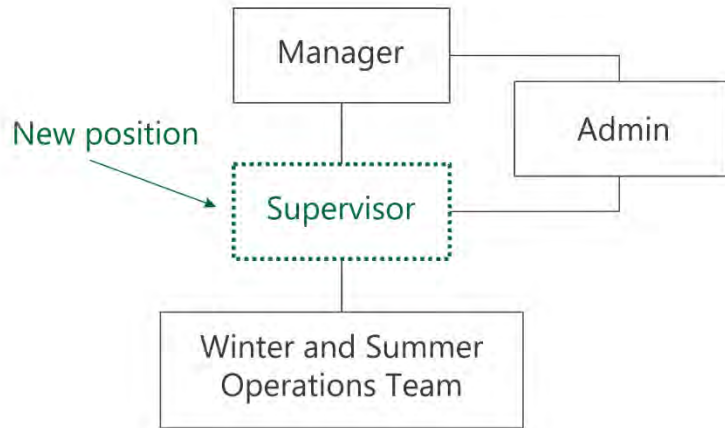 Manager
Admin
New position
Supervisor
Winter and Summer
Operations Team